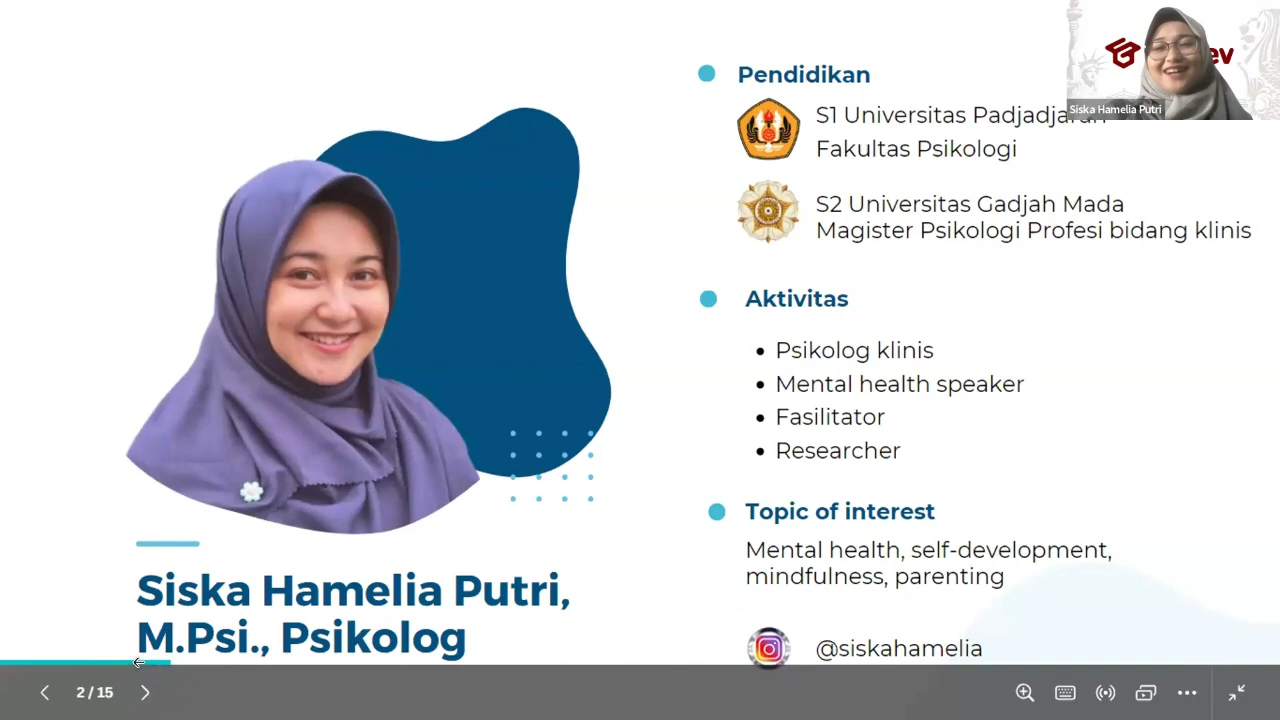 Pendidikan
S1 Universitas Padjadjaran
Fakultas Psikologi
S2 Universitas Gadjah Mada
Magister Psikologi Profesi bidang klinis
Aktivitas
• Psikolog klinis
• Mental health speaker
• Fasilitator
• Researcher
Topic of interest
Mental health, self-development,
mindfulness, parenting
@siskahamelia
Siska Hamelia Putri,
M.Psi., Psikolog
Siska Hamelia Putri
2 / 15